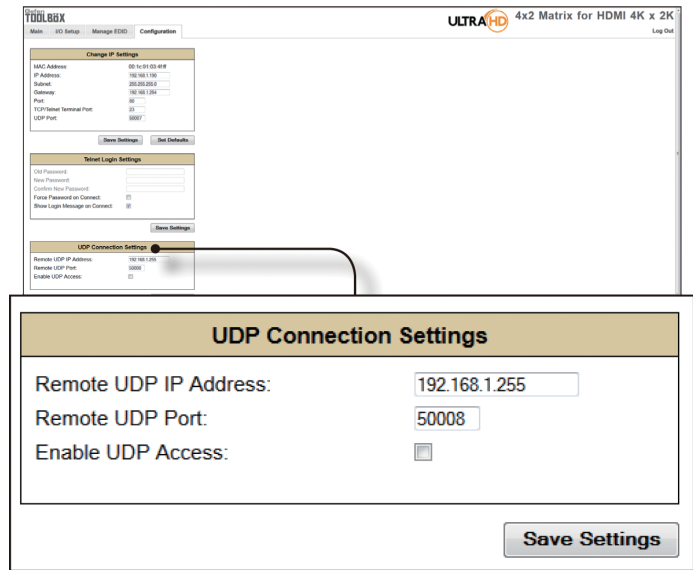 Gefen
TOOLBOX
ULTRA HD 4x2 Matrix for HDMI 4K x 2K
Main I/O Setup Manage EDID Configuration Log Out
Change IP Settings
MAC Address:
IP Address: 192.168.1.190
Subnet: 255.255.255.0
Gateway: 192.168.1.254
Port: 80
TCP/Telnet Terminal Port: 23
UDP Port: 50007
Save Settings Set Defaults
Telnet Login Settings
Old Password:
New Password:
Confirm New Password:
Force Password on Connect:
Show Login Message on Connect:
Save Settings
UDP Connection Settings
Remote UDP IP Address: 192.168.1.255
Remote UDP Port: 50008
Enable UDP Access:
UDP Connection Settings
Remote UDP IP Address: 192.168.1.255
Remote UDP Port: 50008
Enable UDP Access:
Save Settings